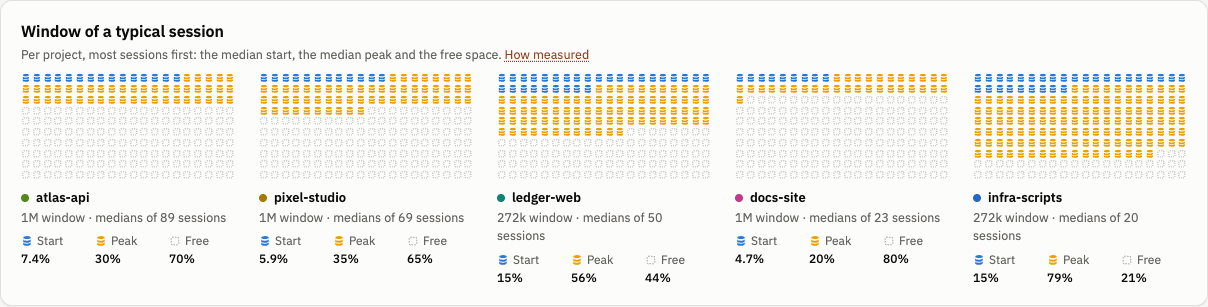 Window of a typical session
Per project, most sessions first: the median start, the median peak and the free space. How measured
atlas-api
1M window · medians of 89 sessions
Start Peak Free
7.4% 30% 70%
pixel-studio
1M window · medians of 69 sessions
Start Peak Free
5.9% 35% 65%
ledger-web
272k window · medians of 50
sessions
Start Peak Free
15% 56% 44%
docs-site
1M window · medians of 23 sessions
Start Peak Free
4.7% 20% 80%
infra-scripts
272k window · medians of 20
sessions
Start Peak Free
15% 79% 21%